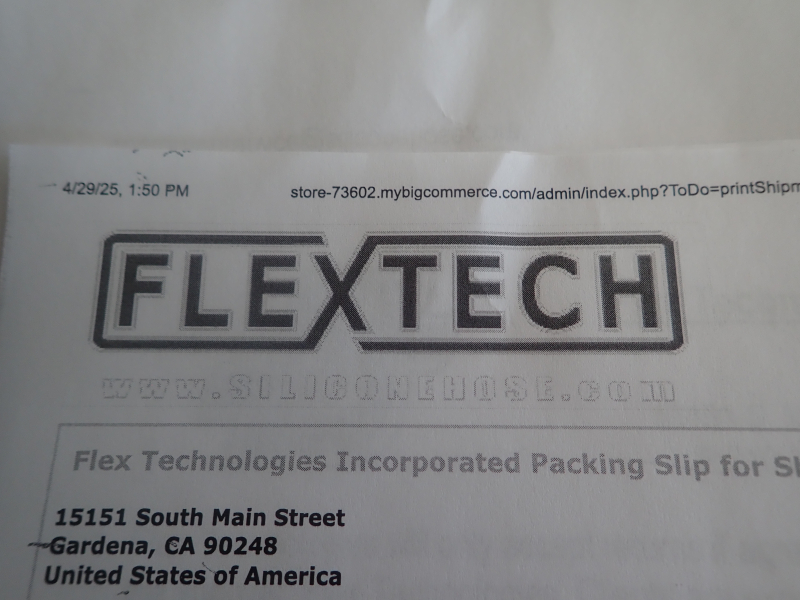 4/29/25, 1:50 PM
store-73602.mybigcommerce.com/admin/index.php?ToDo=printShipm
FLEXTECH
www.SILICONEHOSE.com
Flex Technologies Incorporated Packing Slip for
15151 South Main Street
Gardena, CA 90248
United States of America